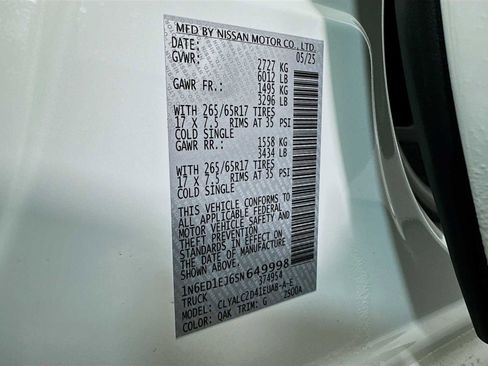 MFD BY NISSAN MOTOR CO., LTD.
DATE: 05/25
GVWR: 2727 KG
6012 LB
GAWR FR.: 1495 KG
3296 LB
WITH 265/65R17 TIRES
17 X 7.5 RIMS AT 35 PSI
COLD SINGLE
GAWR RR.: 1558 KG
3434 LB
WITH 265/65R17 TIRES
17 X 7.5 RIMS AT 35 PSI
COLD SINGLE
THIS VEHICLE CONFORMS TO
ALL APPLICABLE FEDERAL
MOTOR VEHICLE SAFETY AND
THEFT PREVENTION
STANDARDS IN EFFECT ON
THE DATE OF MANUFACTURE
SHOWN ABOVE.
1N6ED1EJ6SN649998
TRUCK 374954
MODEL: CLYALC2D41EUAB-A-E
COLOR: QAK TRIM: G 2500A